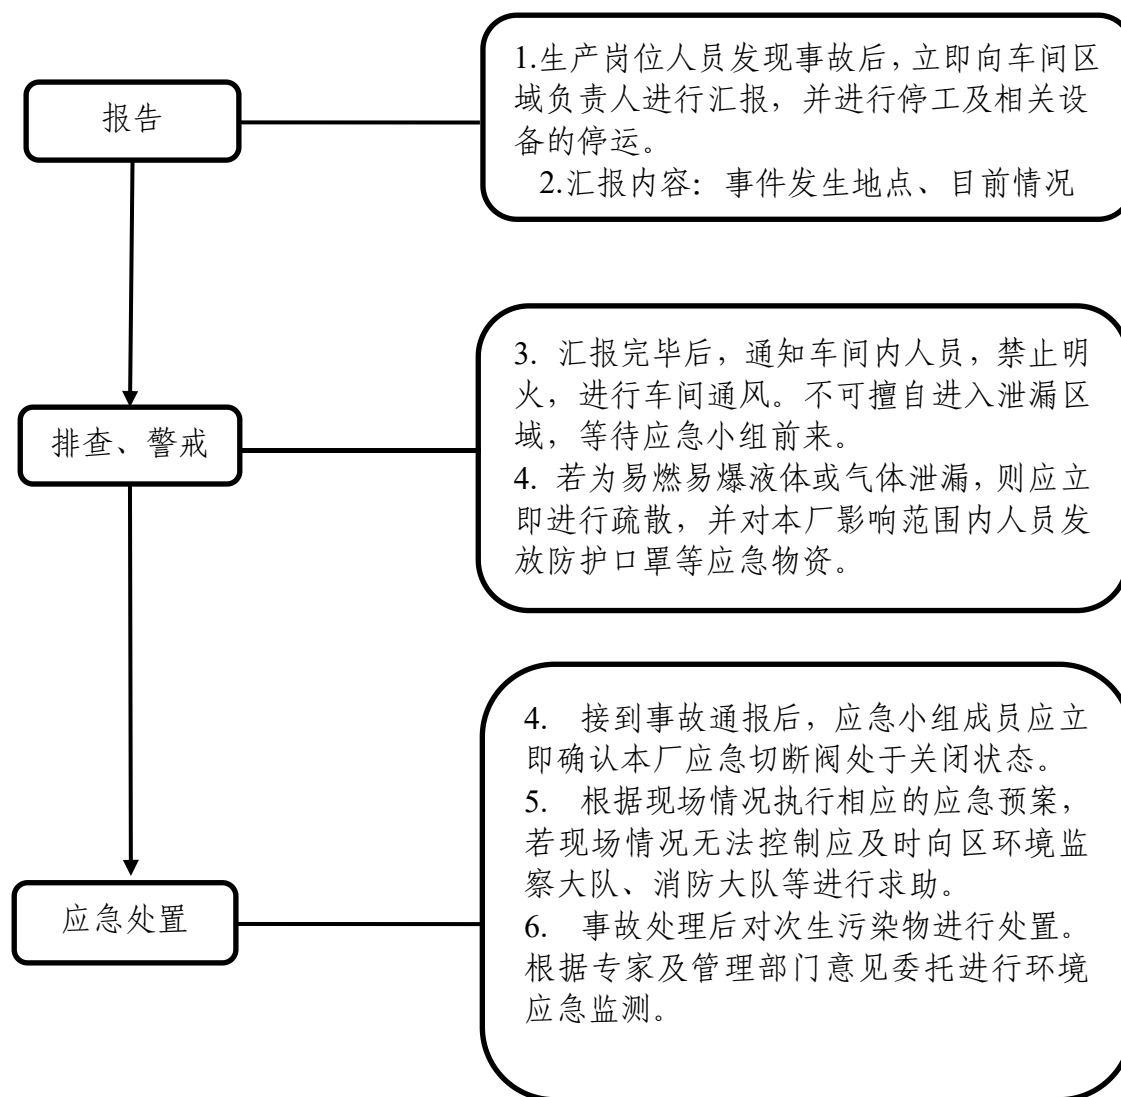 报告
1.生产岗位人员发现事故后，立即向车间区
域负责人进行汇报，并进行停工及相关设
备的停运。
2.汇报内容：事件发生地点、目前情况
排查、警戒
3. 汇报完毕后，通知车间内人员，禁止明
火，进行车间通风。不可擅自进入泄漏区
域，等待应急小组前来。
4. 若为易燃易爆液体或气体泄漏，则应立
即进行疏散，并对本厂影响范围内人员发
放防护口罩等应急物资。
应急处置
4. 接到事故通报后，应急小组成员应立
即确认本厂应急切断阀处于关闭状态。
5. 根据现场情况执行相应的应急预案，
若现场情况无法控制应及时向区环境监
察大队、消防大队等进行求助。
6. 事故处理后对次生污染物进行处置。
根据专家及管理部门意见委托进行环境
应急监测。